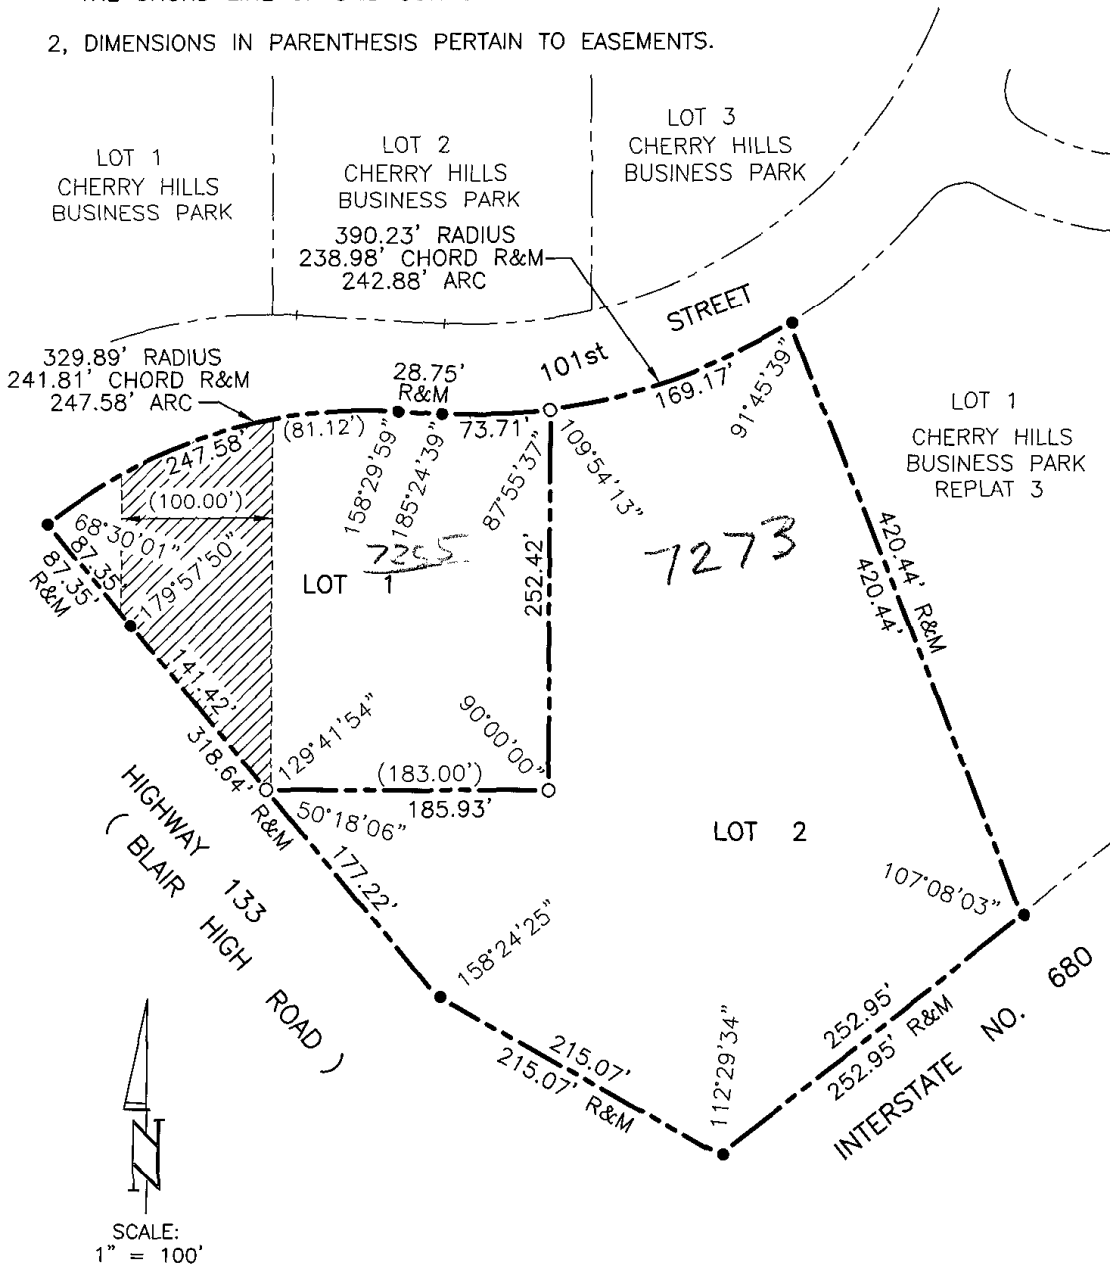 2, DIMENSIONS IN PARENTHESIS PERTAIN TO EASEMENTS.
LOT 1
CHERRY HILLS
BUSINESS PARK
LOT 2
CHERRY HILLS
BUSINESS PARK
LOT 3
CHERRY HILLS
BUSINESS PARK
390.23' RADIUS
238.98' CHORD R&M
242.88' ARC
101st STREET
329.89' RADIUS
241.81' CHORD R&M
247.58' ARC
28.75'
R&M
247.58'
(81.12')
73.71'
169.17'
(100.00')
158°29'59"
185°24'39"
87°55'37"
109°54'13"
91°45'39"
LOT 1
CHERRY HILLS
BUSINESS PARK
REPLAT 3
68°30'01"
87.35'
87.35'
R&M
179°57'50"
LOT 1
252.42'
7273
420.44' R&M
420.44'
141.42'
318.64' R&M
129°41'54"
90°00'00"
(183.00')
185.93'
50°18'06"
177.22'
LOT 2
107°08'03"
HIGHWAY 133
( BLAIR HIGH ROAD )
158°24'25"
215.07'
215.07' R&M
112°29'34"
252.95'
252.95' R&M
INTERSTATE NO. 680
N
SCALE:
1" = 100'